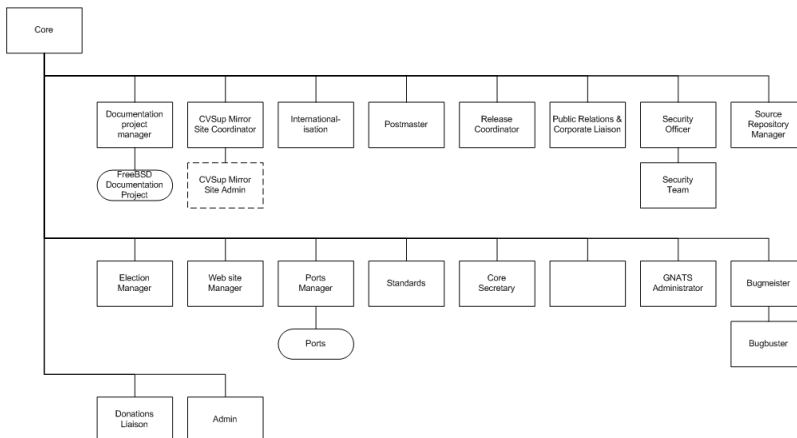 Core
Documentation
project
manager
CVSup Mirror
Site Coordinator
International-
isation
Postmaster
Release
Coordinator
Public Relations &
Corporate Liaison
Security
Officer
Source
Repository
Manager
FreeBSD
Documentation
Project
CVSup Mirror
Site Admin
Security
Team
Election
Manager
Web site
Manager
Ports
Manager
Standards
Core
Secretary
GNATS
Administrator
Bugmeister
Ports
Bugbuster
Donations
Liaison
Admin